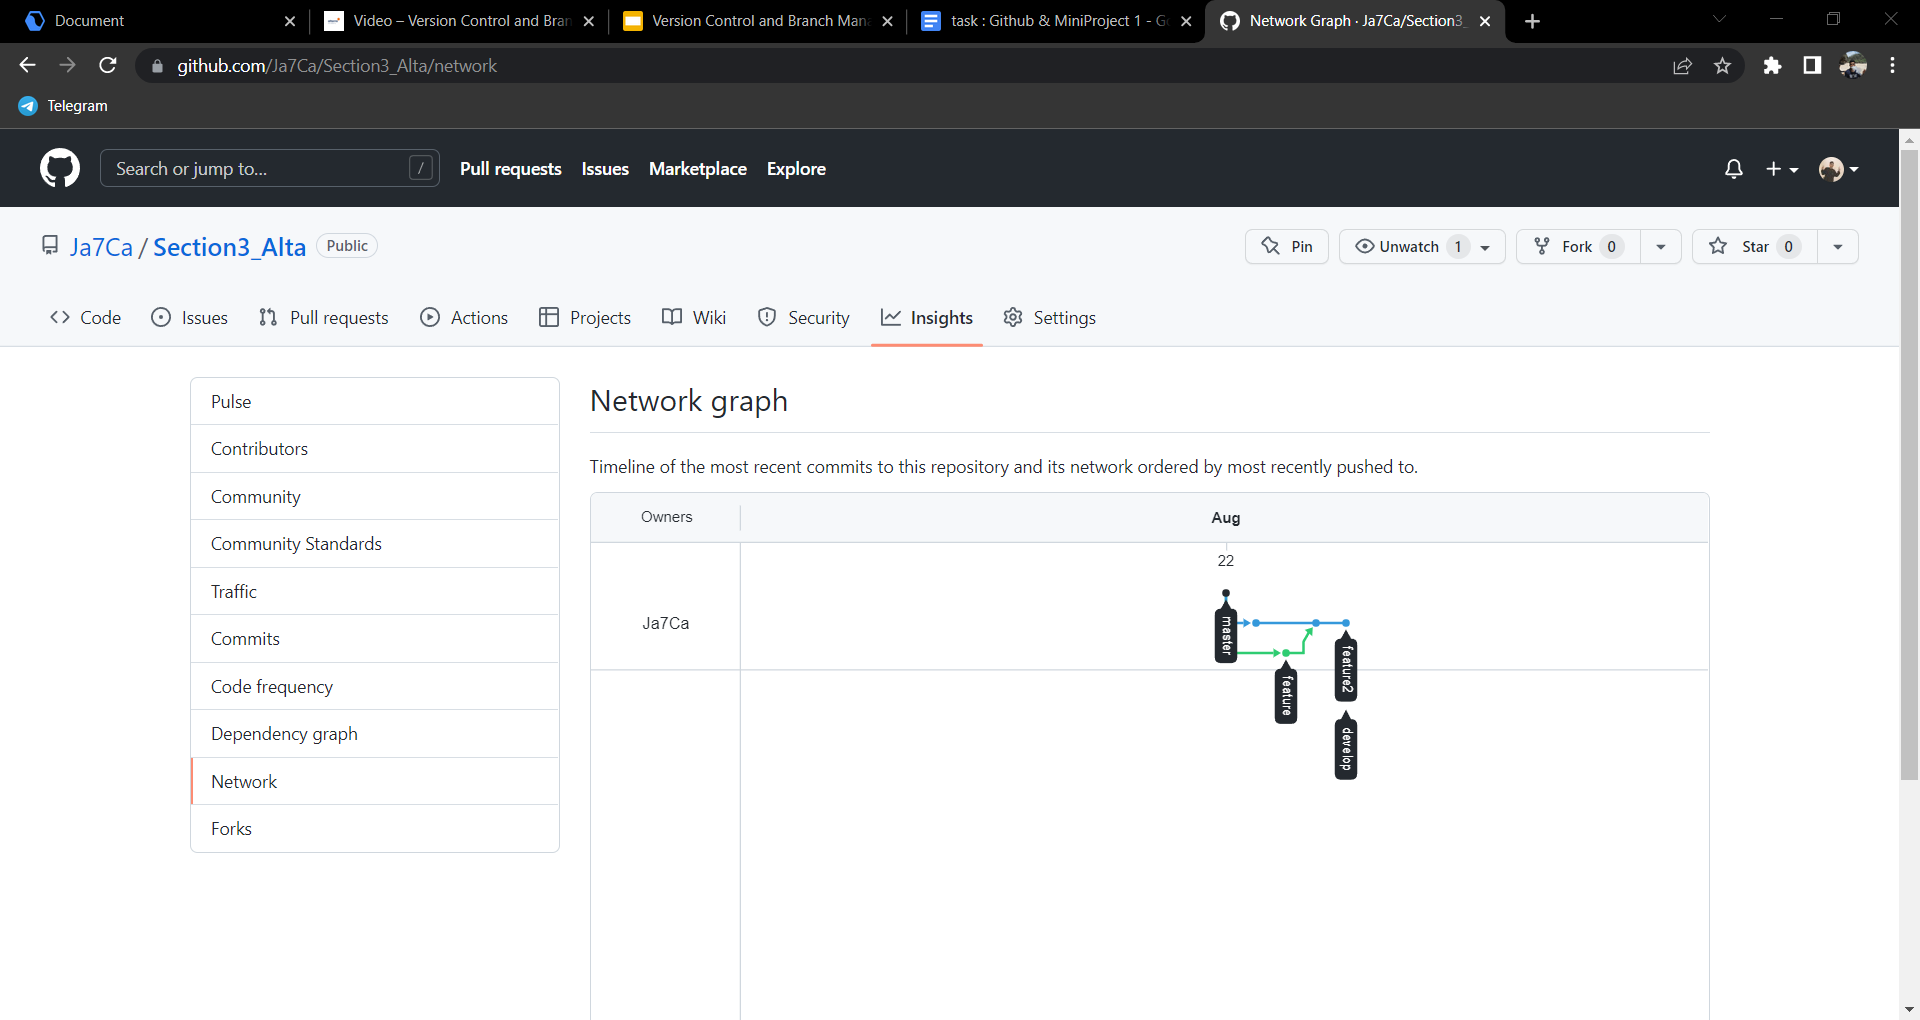 Document
Video – Version Control and Bran
Version Control and Branch Mana
task : Github & MiniProject 1 - Go
Network Graph · Ja7Ca/Section3_
github.com/Ja7Ca/Section3_Alta/network
Telegram
Search or jump to...
/
Pull requests
Issues
Marketplace
Explore
Ja7Ca / Section3_Alta
Public
Pin
Unwatch 1
Fork 0
Star 0
Code
Issues
Pull requests
Actions
Projects
Wiki
Security
Insights
Settings
Pulse
Contributors
Community
Community Standards
Traffic
Commits
Code frequency
Dependency graph
Network
Forks
Network graph
Timeline of the most recent commits to this repository and its network ordered by most recently pushed to.
Owners
Aug
22
Ja7Ca
master
feature
feature2
develop